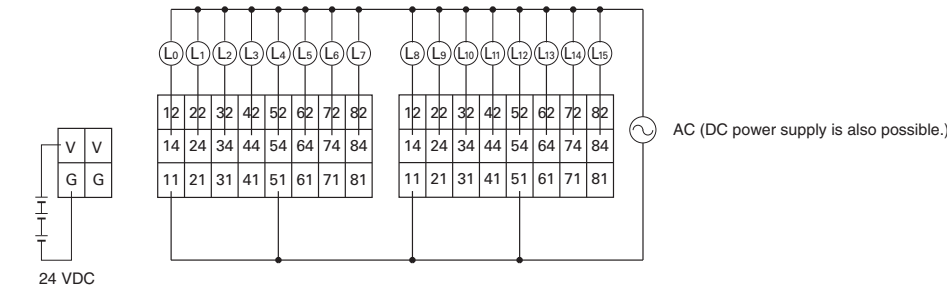 L0 L1 L2 L3 L4 L5 L6 L7 L8 L9 L10 L11 L12 L13 L14 L15
12 22 32 42 52 62 72 82 12 22 32 42 52 62 72 82
AC (DC power supply is also possible.)
V V 14 24 34 44 54 64 74 84 14 24 34 44 54 64 74 84
G G 11 21 31 41 51 61 71 81 11 21 31 41 51 61 71 81
24 VDC